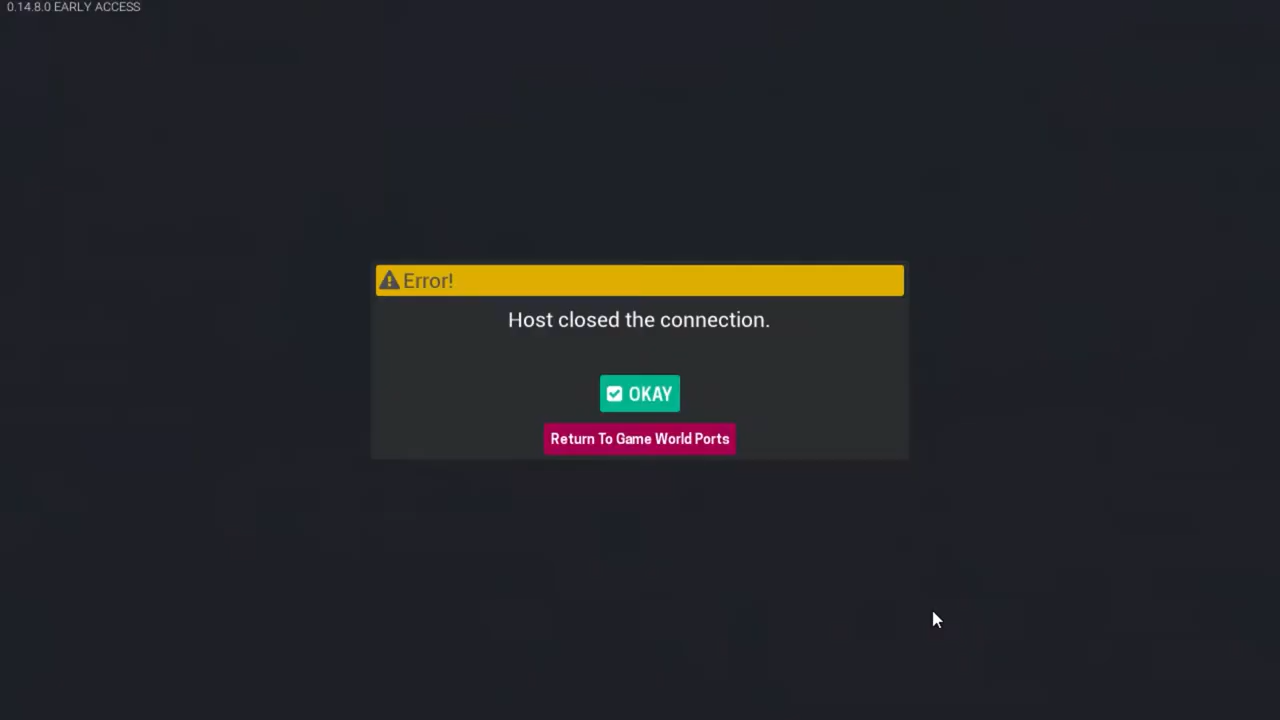 0.14.8.0 EARLY ACCESS
Error!
Host closed the connection.
OKAY
Return To Game World Ports